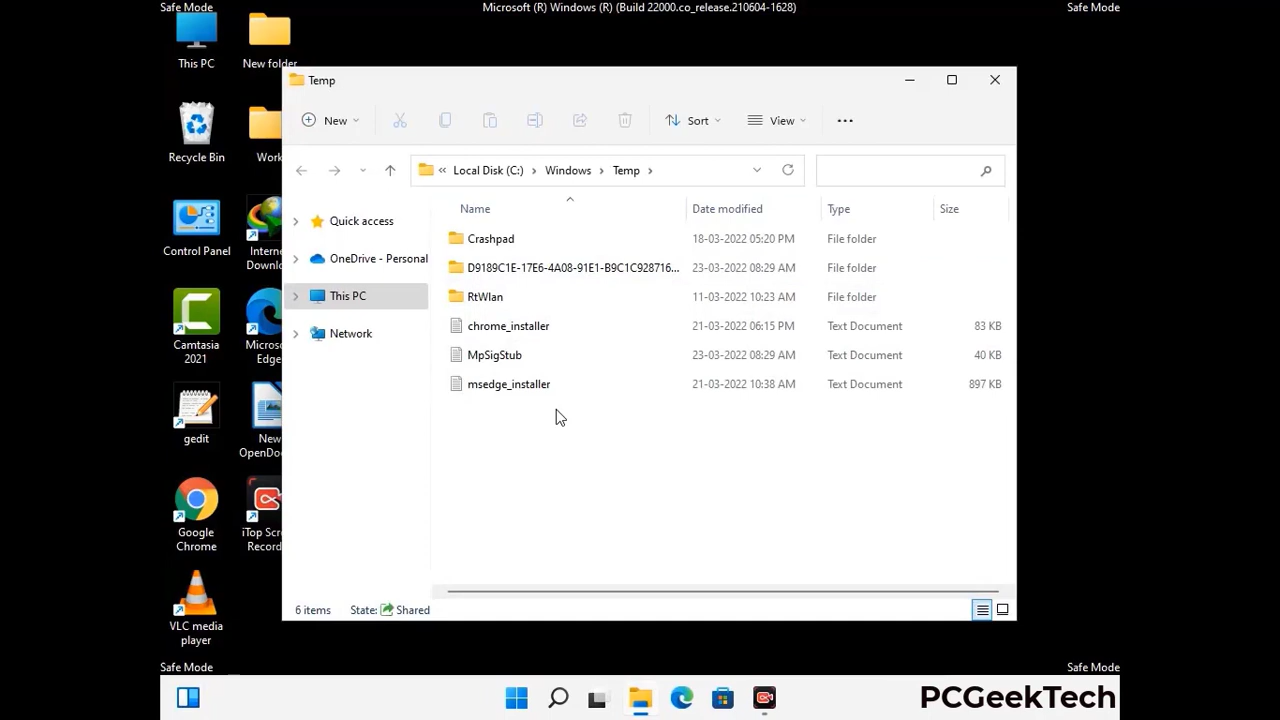 Safe Mode
Microsoft (R) Windows (R) (Build 22000.co_release.210604-1628)
Safe Mode
This PC
New folder
Recycle Bin
Work
Control Panel
Intern
Downlo
Camtasia
2021
Micros
Edge
gedit
New
OpenDo
Google
Chrome
iTop Scr
Record
VLC media
player
Temp
New
Sort
View
Local Disk (C:)
Windows
Temp
Quick access
OneDrive - Personal
This PC
Network
Name
Date modified
Type
Size
Crashpad
18-03-2022 05:20 PM
File folder
D9189C1E-17E6-4A08-91E1-B9C1C928716...
23-03-2022 08:29 AM
File folder
RtWlan
11-03-2022 10:23 AM
File folder
chrome_installer
21-03-2022 06:15 PM
Text Document
83 KB
MpSigStub
23-03-2022 08:29 AM
Text Document
40 KB
msedge_installer
21-03-2022 10:38 AM
Text Document
897 KB
6 items
State:
Shared
Safe Mode
Safe Mode
PCGeekTech